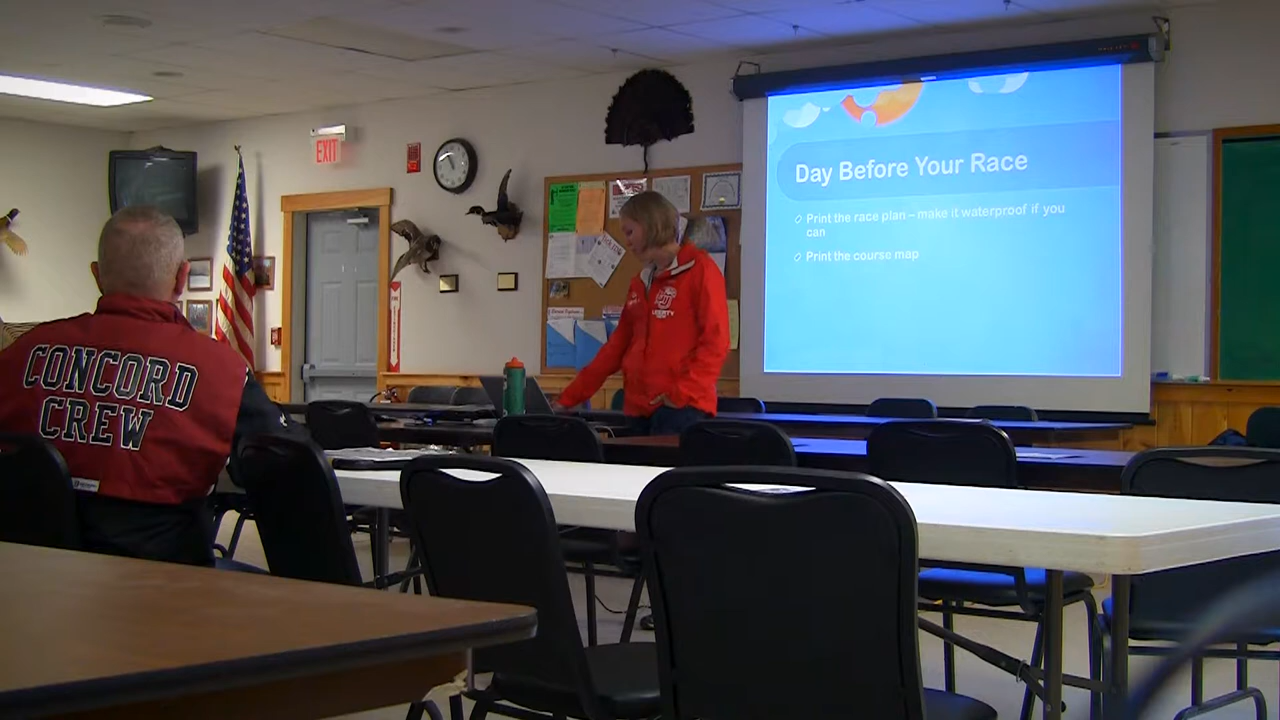 EXIT
Day Before Your Race
Print the race plan – make it waterproof if you
can
Print the course map
CONCORD
CREW
LIBERTY